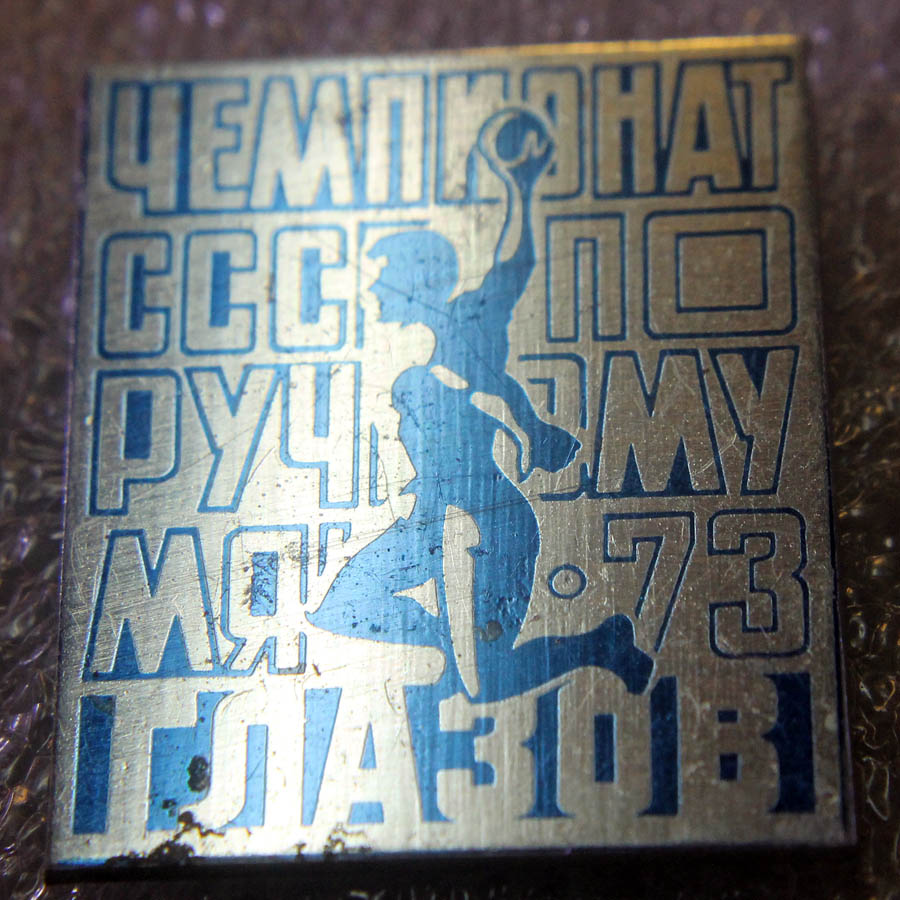 ЧЕМПИОНАТ
СССР ПО
РУЧНОМУ
МЯЧУ · 73
ГЛАЗОВ